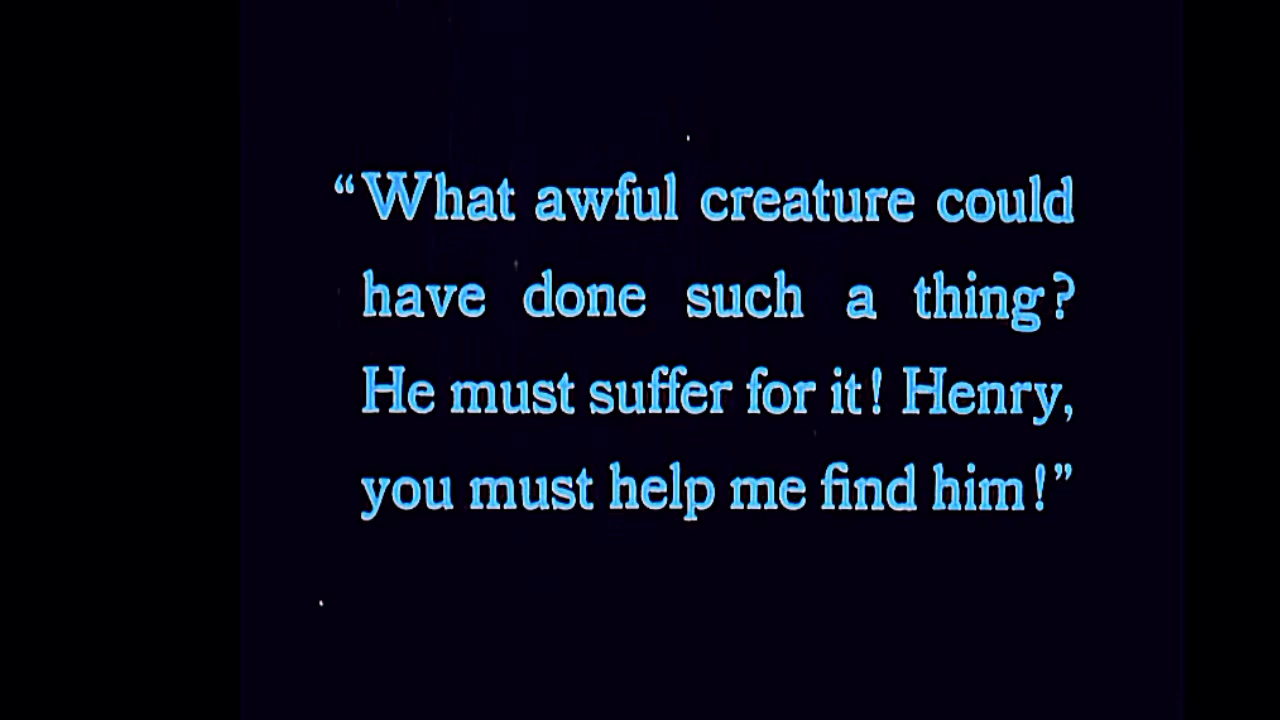 “What awful creature could
have done such a thing?
He must suffer for it! Henry,
you must help me find him!”